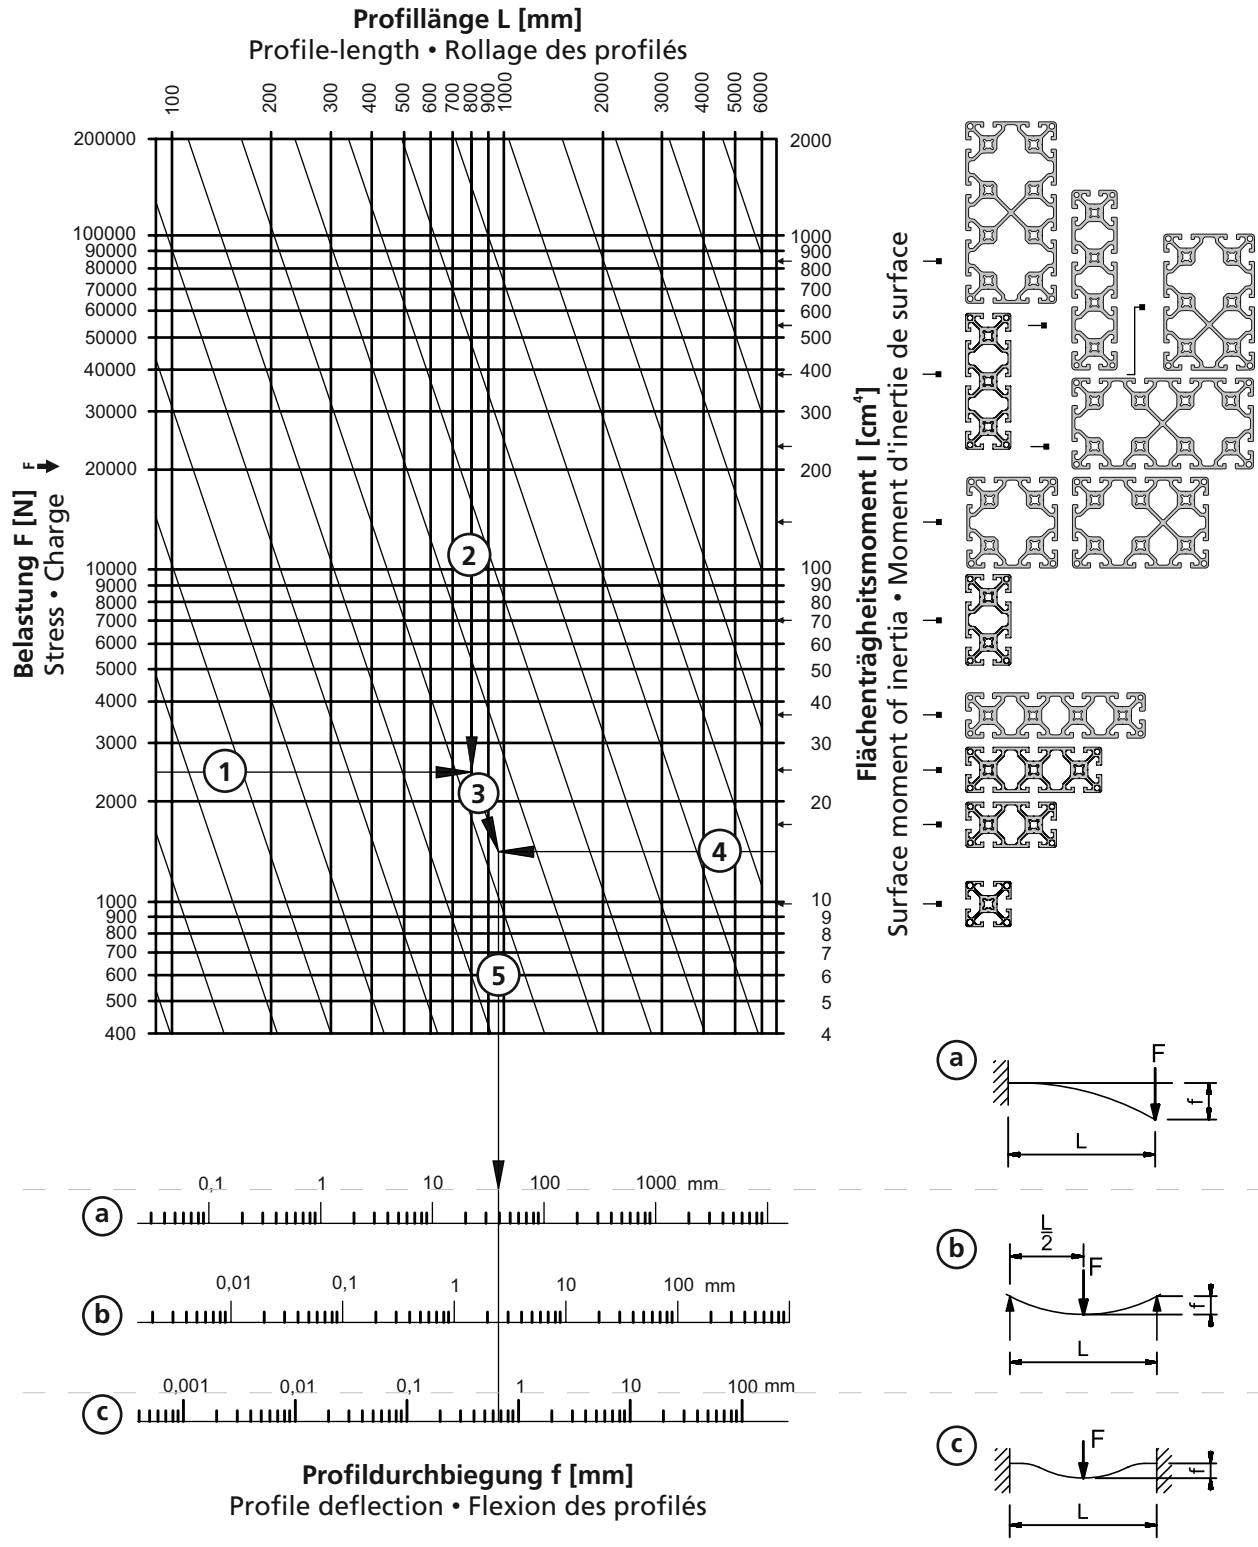 Profillänge L [mm]
Profile-length • Rollage des profilés
100 200 300 400 500 600 700 800 900 1000 2000 3000 4000 5000 6000
200000
100000
90000
80000
70000
60000
50000
40000
30000
20000
10000
9000
8000
7000
6000
5000
4000
3000
2000
1000
900
800
700
600
500
400
Belastung F [N]
Stress • Charge
F
2000
1000
900
800
700
600
500
400
300
200
100
90
80
70
60
50
40
30
20
10
9
8
7
6
5
4
Flächenträgheitsmoment I [cm4]
Surface moment of inertia • Moment d'inertie de surface
2
1
3
4
5
a
F
f
L
a
0,1 1 10 100 1000 mm
b
L
2
F
f
L
b
0,01 0,1 1 10 100 mm
c
0,001 0,01 0,1 1 10 100 mm
c
F
f
L
Profildurchbiegung f [mm]
Profile deflection • Flexion des profilés